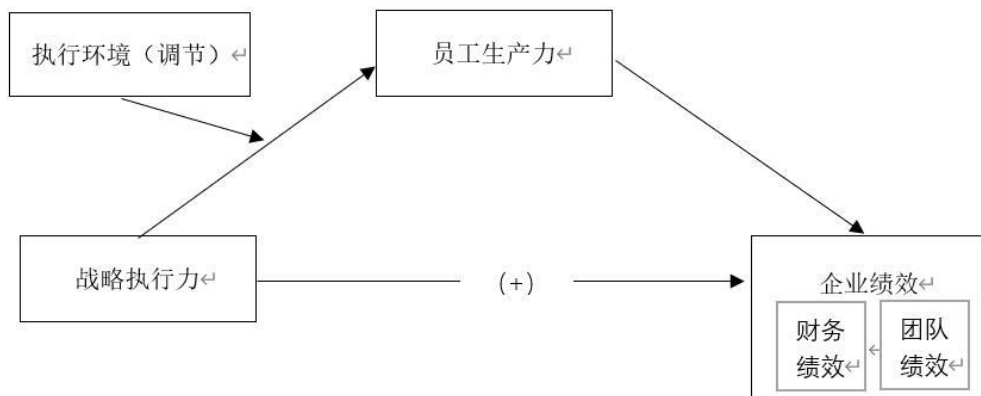 执行环境（调节）
员工生产力
战略执行力
（+）
企业绩效
财务
绩效
团队
绩效